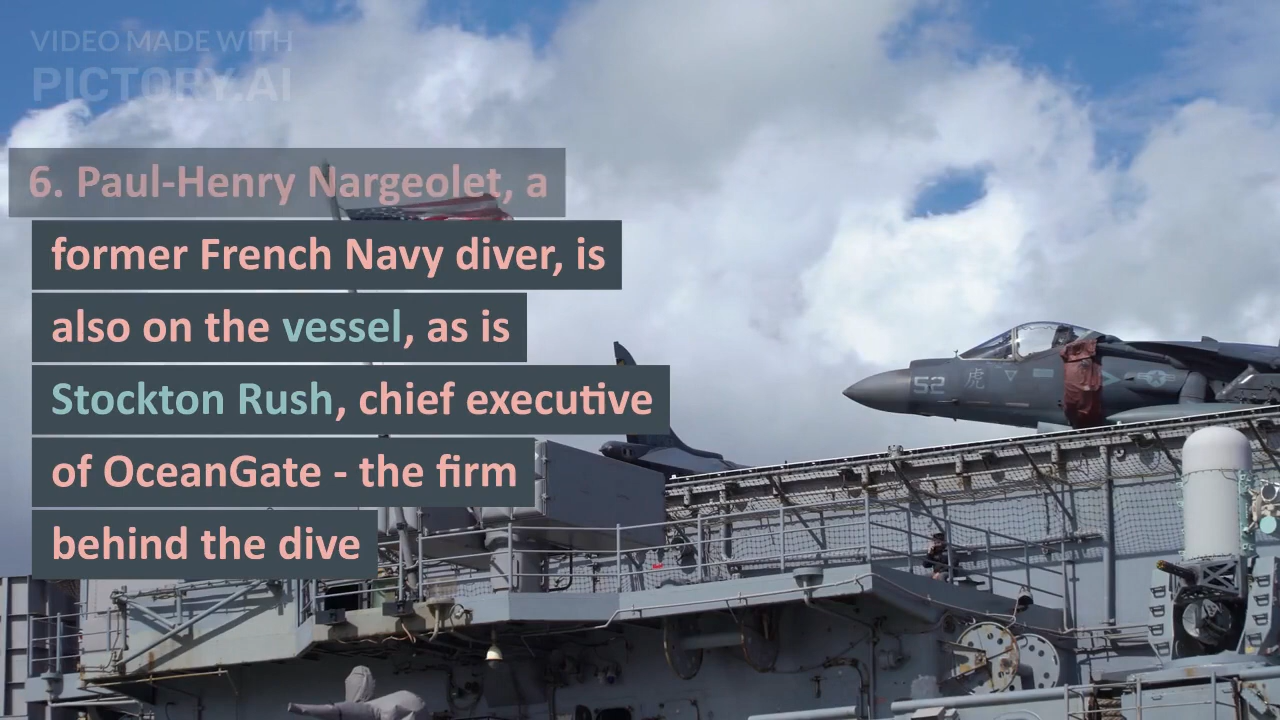 VIDEO MADE WITH
PICTORY.AI
6. Paul-Henry Nargeolet, a
former French Navy diver, is
also on the vessel, as is
Stockton Rush, chief executive
of OceanGate - the firm
behind the dive
52
虎